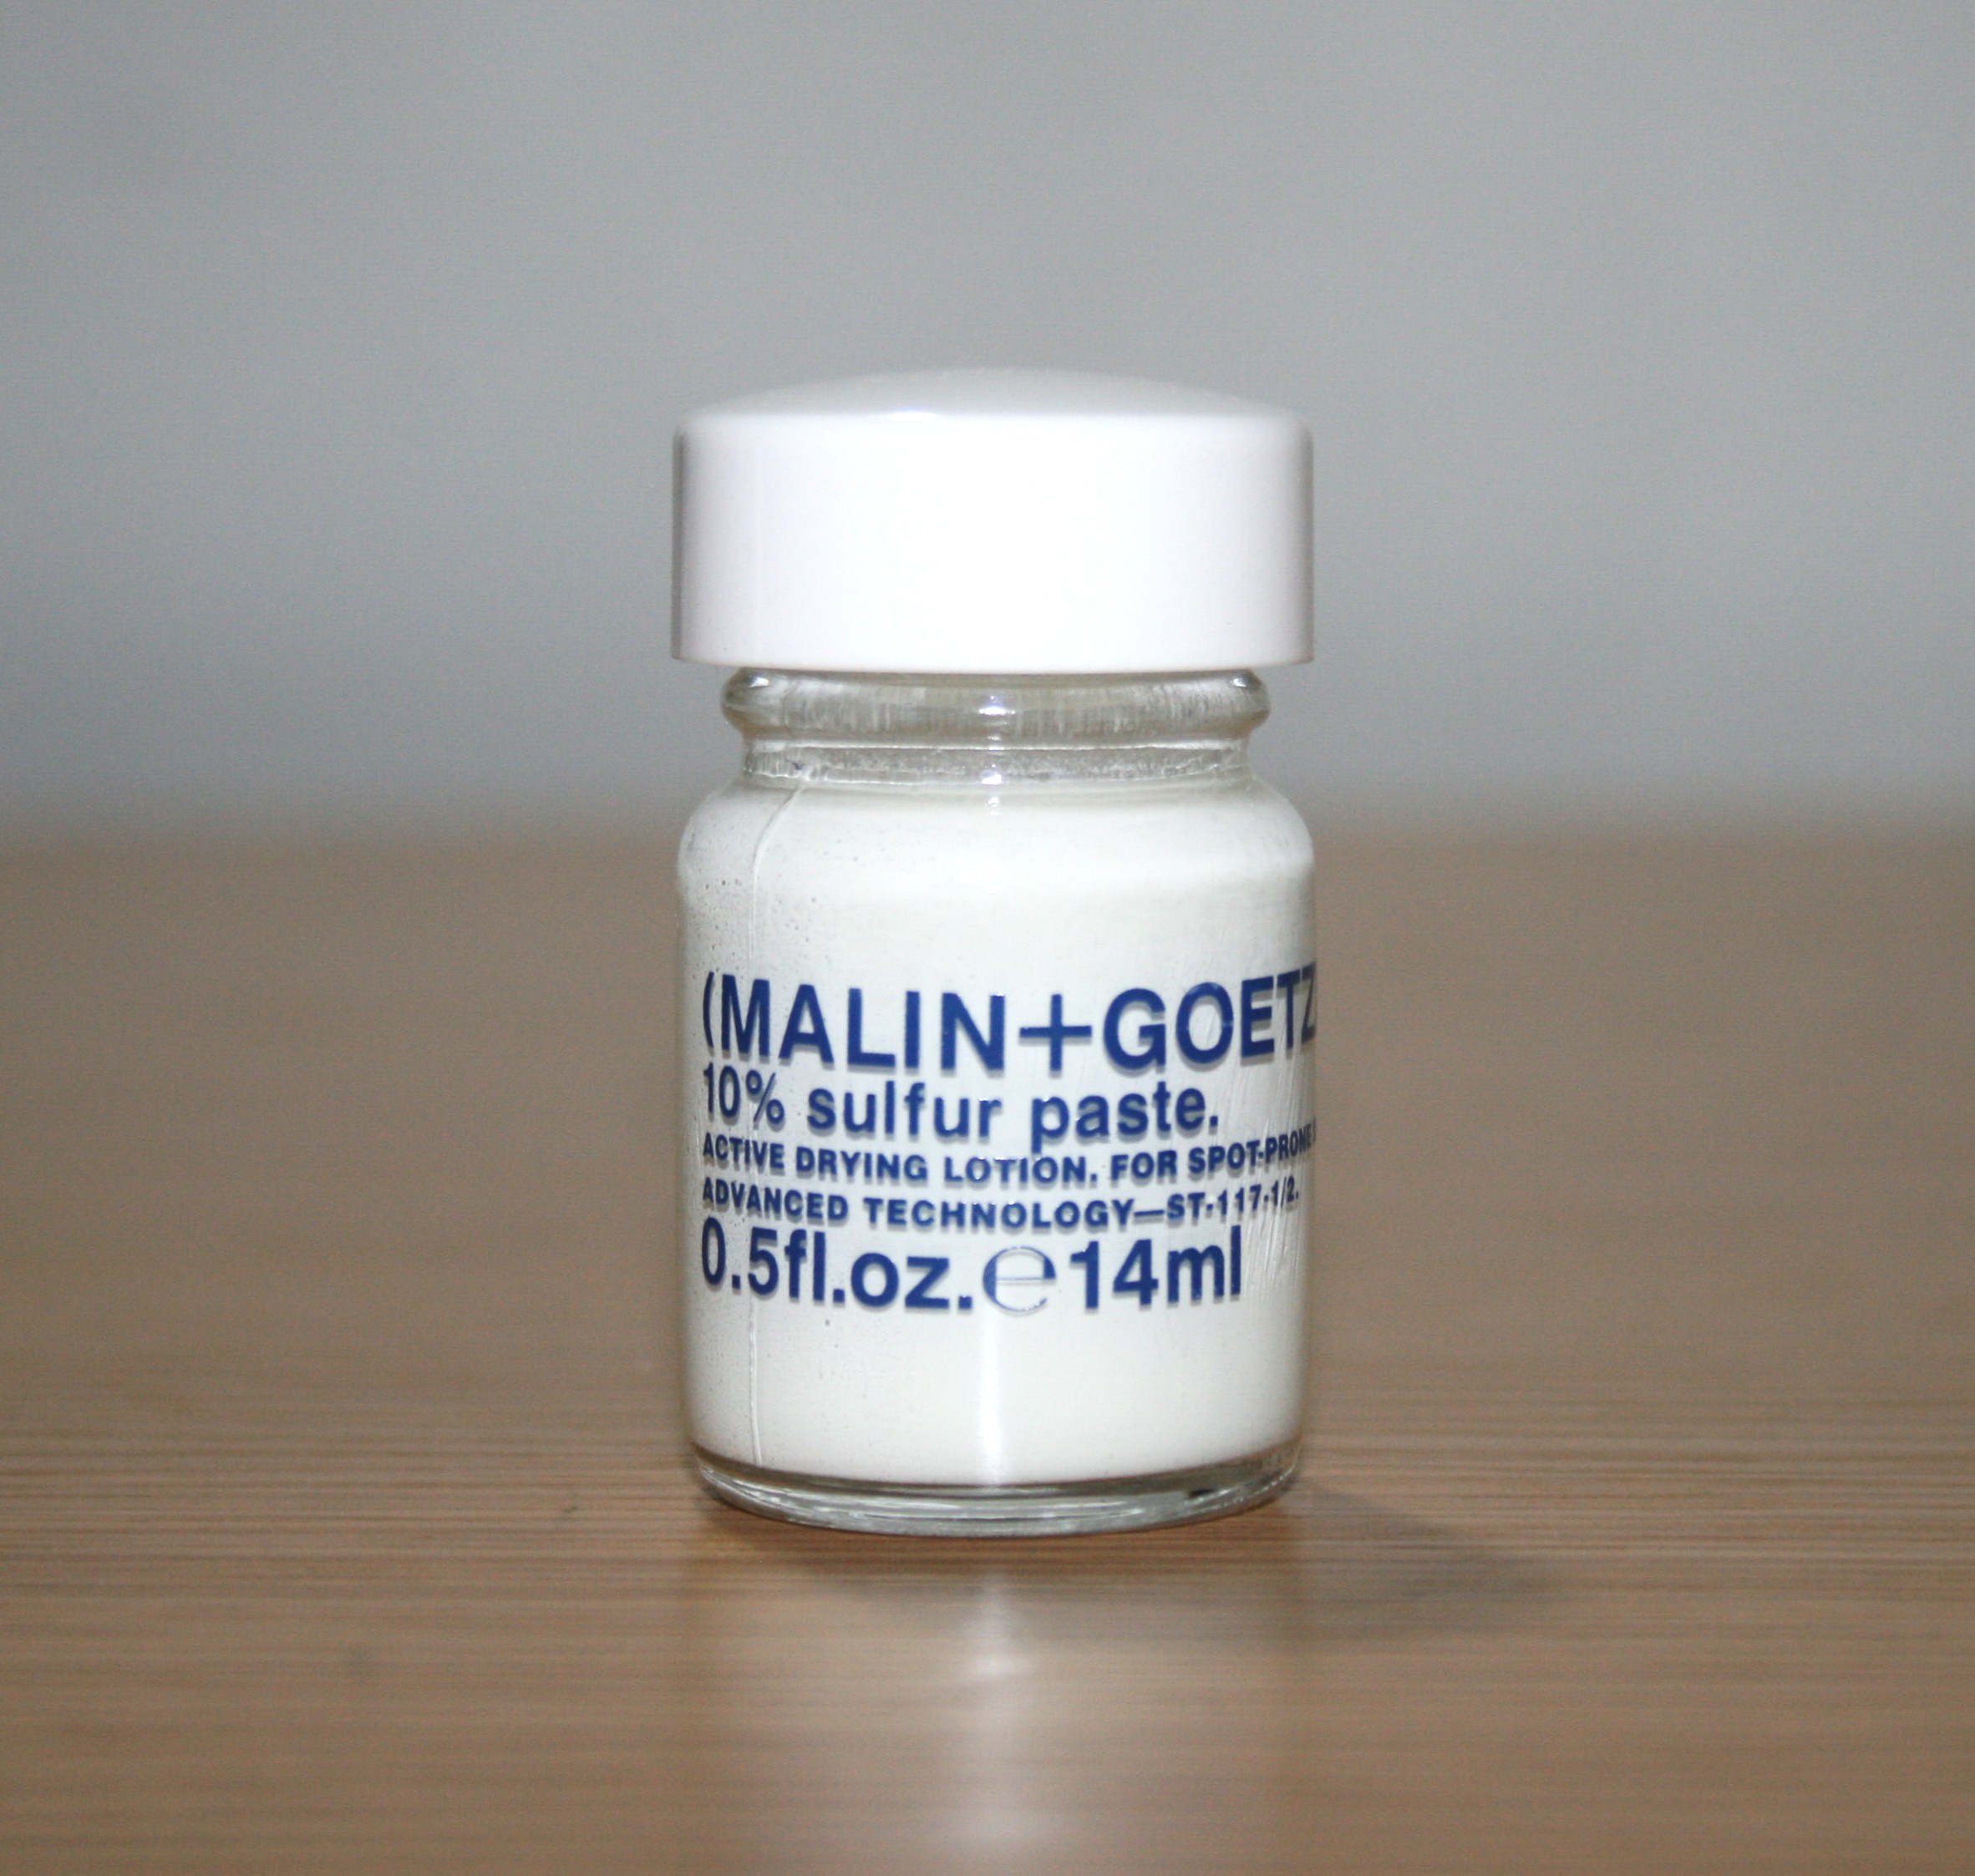 (MALIN+GOETZ
10% sulfur paste.
ACTIVE DRYING LOTION. FOR SPOT-PRONE
ADVANCED TECHNOLOGY—ST-117-1/2.
0.5fl.oz.℮14ml